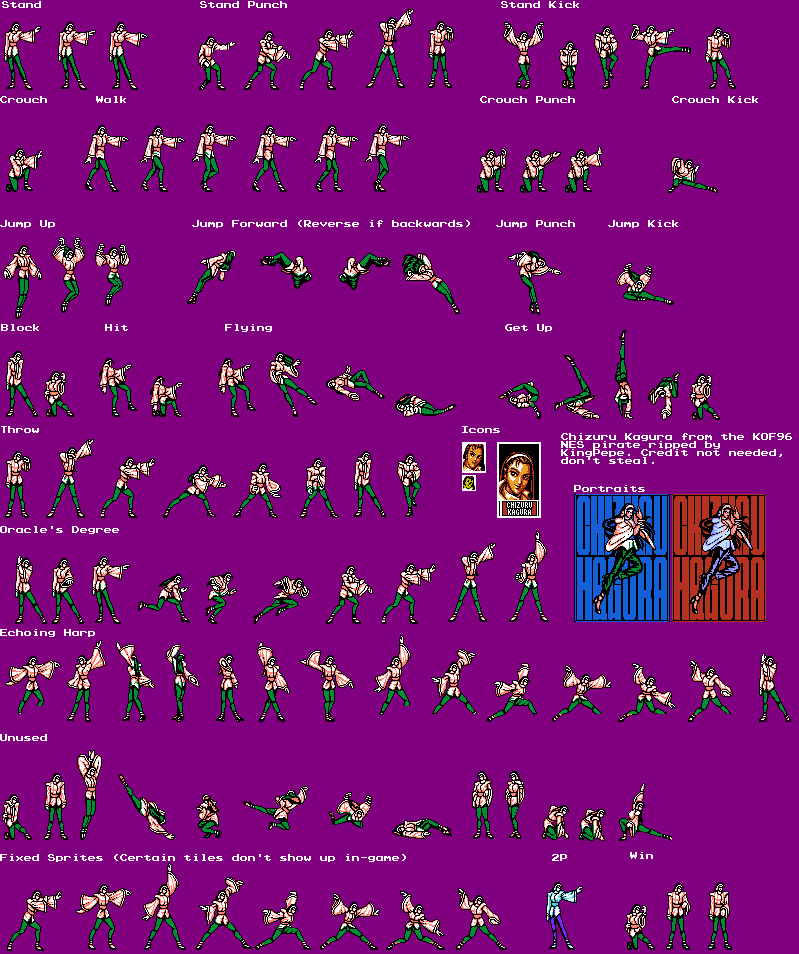 Stand
Stand Punch
Stand Kick
Crouch
Walk
Crouch Punch
Crouch Kick
Jump Up
Jump Forward (Reverse if backwards)
Jump Punch
Jump Kick
Block
Hit
Flying
Get Up
Throw
Icons
Chizuru Kagura from the KOF96
NES pirate ripped by
KingPepe. Credit not needed,
don't steal.
CHIZURU
KAGURA
Portraits
CHIZURU
KAGURA
CHIZURU
KAGURA
Oracle's Degree
Echoing Harp
Unused
Fixed Sprites (Certain tiles don't show up in-game)
2P
Win